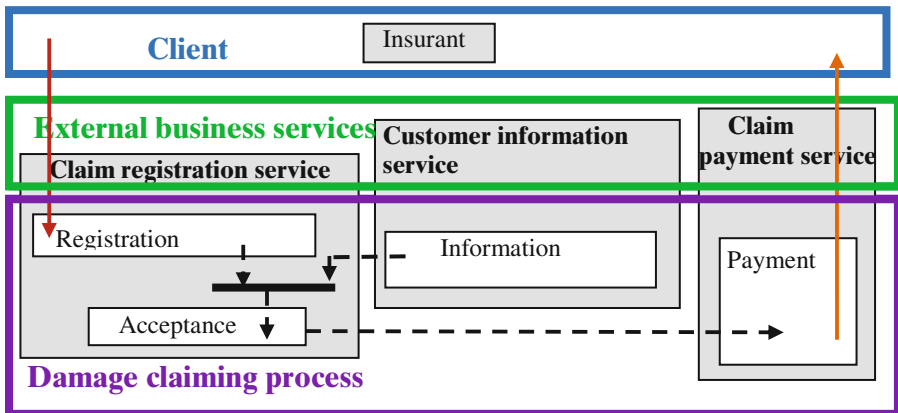 Client
Insurant
External business services
Customer information
service
Claim
payment service
Claim registration service
Registration
Information
Payment
Acceptance
Damage claiming process